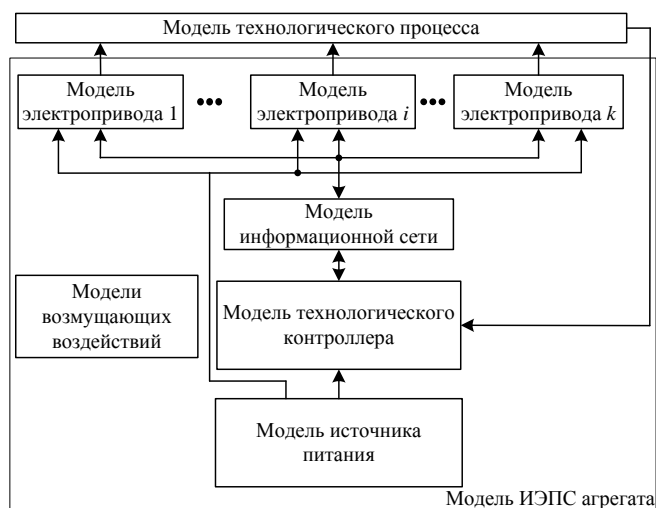 Модель технологического процесса
Модель
электропривода 1
Модель
электропривода i
Модель
электропривода k
Модель
информационной сети
Модели
возмущающих
воздействий
Модель технологического
контроллера
Модель источника
питания
Модель ИЭПС агрегата